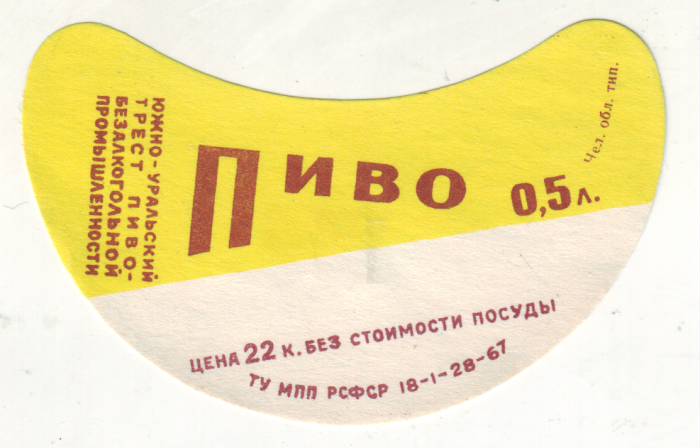 ЮЖНО-УРАЛЬСКИЙ
ТРЕСТ ПИВО-
БЕЗАЛКОГОЛЬНОЙ
ПРОМЫШЛЕННОСТИ
ПИВО
0,5 л.
Чел. обл. тип.
ЦЕНА 22 К. БЕЗ СТОИМОСТИ ПОСУДЫ
ТУ МПП РСФСР 18-1-28-67